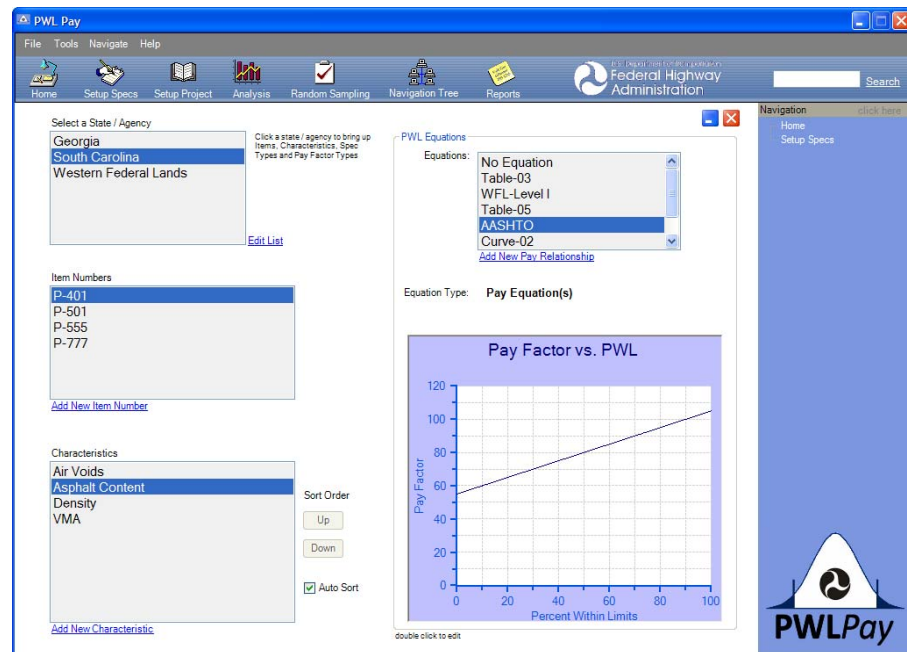 PWL Pay
File Tools Navigate Help
Home Setup Specs Setup Project Analysis Random Sampling Navigation Tree Reports
U.S. Department of Transportation
Federal Highway
Administration
Search
Navigation click here
Home
Setup Specs
Select a State / Agency
Georgia
South Carolina
Western Federal Lands
Click a state / agency to bring up
Items, Characteristics, Spec
Types and Pay Factor Types
Edit List
Item Numbers
P-401
P-501
P-555
P-777
Add New Item Number
Characteristics
Air Voids
Asphalt Content
Density
VMA
Sort Order
Up
Down
Auto Sort
Add New Characteristic
PWL Equations
Equations:
No Equation
Table-03
WFL-Level I
Table-05
AASHTO
Curve-02
Add New Pay Relationship
Equation Type: Pay Equation(s)
Pay Factor vs. PWL
Pay Factor
120
100
80
60
40
20
0
0 20 40 60 80 100
Percent Within Limits
double click to edit
PWLPay